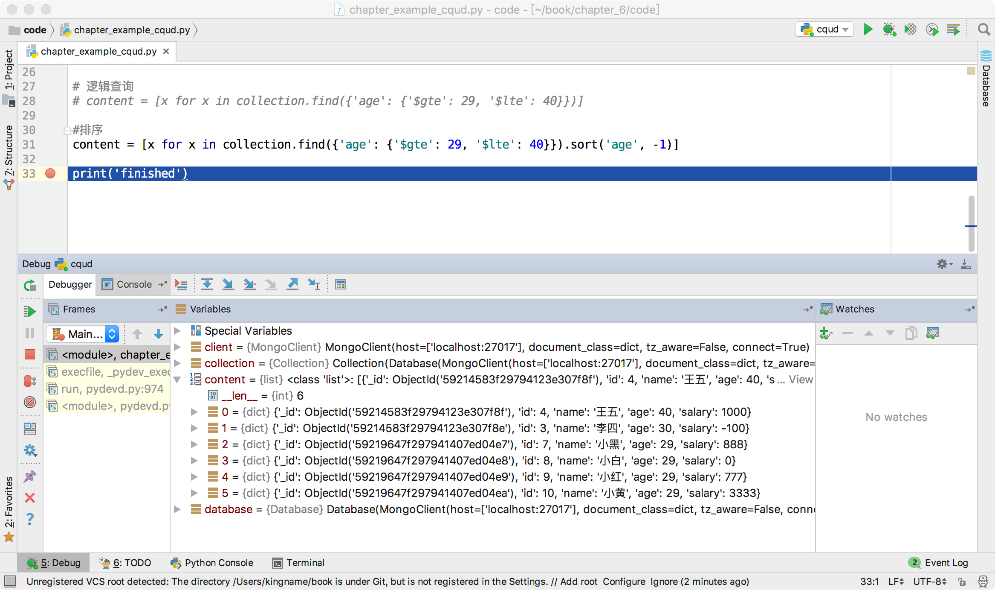 chapter_example_cqud.py - code - [~/book/chapter_6/code]
code chapter_example_cqud.py cqud
chapter_example_cqud.py ×
1: Project
7: Structure
2: Favorites
Database
26
27 # 逻辑查询
28 # content = [x for x in collection.find({'age': {'$gte': 29, '$lte': 40}})]
29
30 #排序
31 content = [x for x in collection.find({'age': {'$gte': 29, '$lte': 40}}).sort('age', -1)]
32
33 print('finished')
Debug cqud
Debugger Console
Frames Variables Watches
Main...
<module>, chapter_e
execfile, _pydev_exec
run, pydevd.py:974
<module>, pydevd.p
Special Variables
client = {MongoClient} MongoClient(host=['localhost:27017'], document_class=dict, tz_aware=False, connect=True)
collection = {Collection} Collection(Database(MongoClient(host=['localhost:27017'], document_class=dict, tz_aware=
content = {list} <class 'list'>: [{'_id': ObjectId('59214583f29794123e307f8f'), 'id': 4, 'name': '王五', 'age': 40, 's ... View
__len__ = {int} 6
0 = {dict} {'_id': ObjectId('59214583f29794123e307f8f'), 'id': 4, 'name': '王五', 'age': 40, 'salary': 1000}
1 = {dict} {'_id': ObjectId('59214583f29794123e307f8e'), 'id': 3, 'name': '李四', 'age': 30, 'salary': -100}
2 = {dict} {'_id': ObjectId('59219647f297941407ed04e7'), 'id': 7, 'name': '小黑', 'age': 29, 'salary': 888}
3 = {dict} {'_id': ObjectId('59219647f297941407ed04e8'), 'id': 8, 'name': '小白', 'age': 29, 'salary': 0}
4 = {dict} {'_id': ObjectId('59219647f297941407ed04e9'), 'id': 9, 'name': '小红', 'age': 29, 'salary': 777}
5 = {dict} {'_id': ObjectId('59219647f297941407ed04ea'), 'id': 10, 'name': '小黄', 'age': 29, 'salary': 3333}
database = {Database} Database(MongoClient(host=['localhost:27017'], document_class=dict, tz_aware=False, conne
No watches
5: Debug 6: TODO Python Console Terminal 2 Event Log
Unregistered VCS root detected: The directory /Users/kingname/book is under Git, but is not registered in the Settings. // Add root Configure Ignore (2 minutes ago) 33:1 LF UTF-8